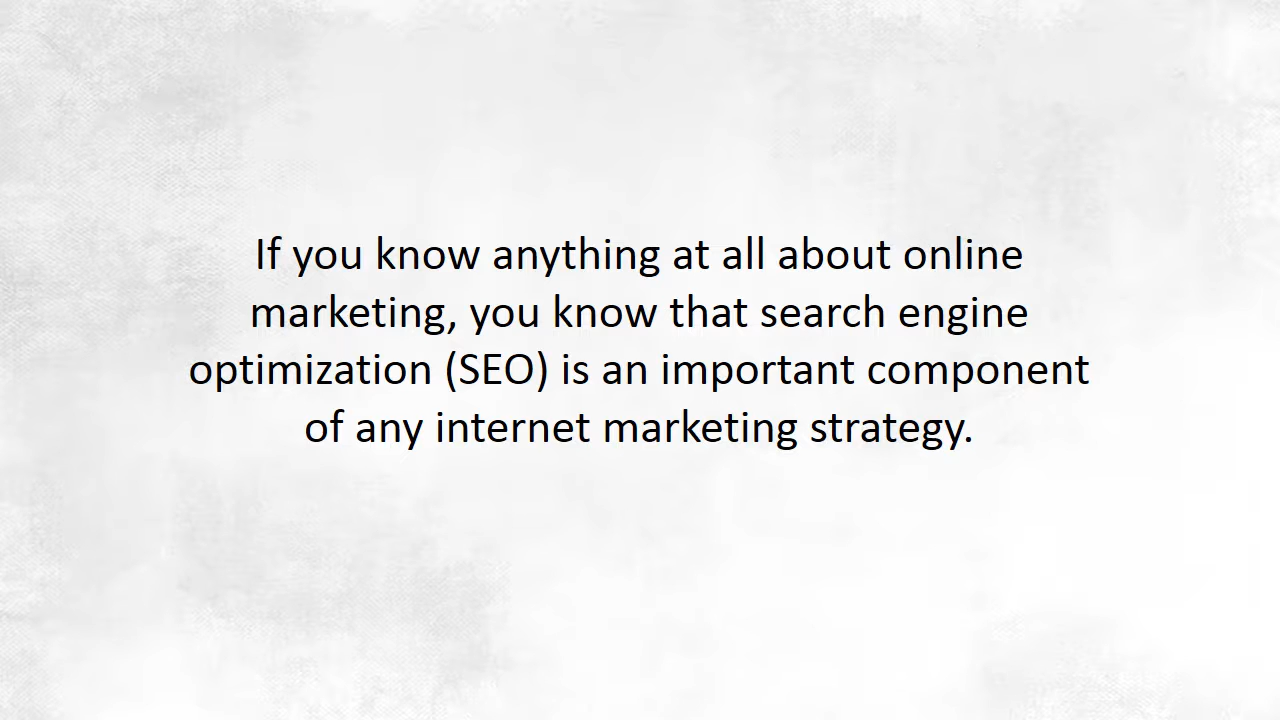 If you know anything at all about online
marketing, you know that search engine
optimization (SEO) is an important component
of any internet marketing strategy.